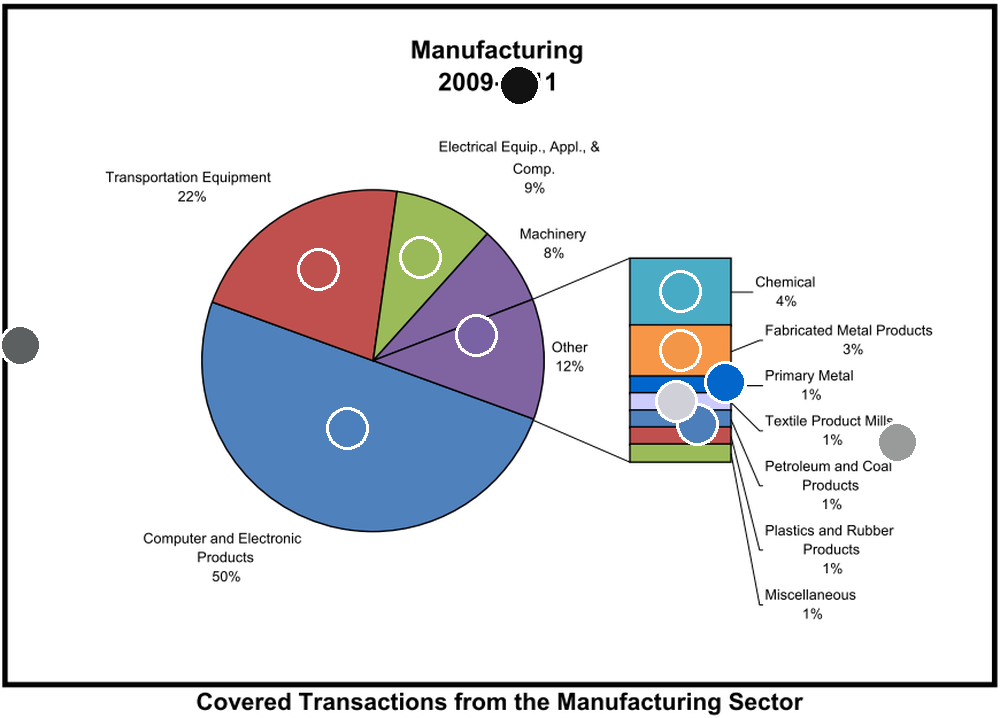 Manufacturing
2009-
Electrical Equip., Appl., &
Comp.
9%
Transportation Equipment
22%
Machinery
8%
Chemical
4%
Fabricated Metal Products
3%
Other
12%
Primary Metal
1%
Textile Product Mills
1%
Petroleum and Coal
Products
1%
Plastics and Rubber
Products
1%
Computer and Electronic
Products
50%
Miscellaneous
1%
Covered Transactions from the Manufacturing Sector